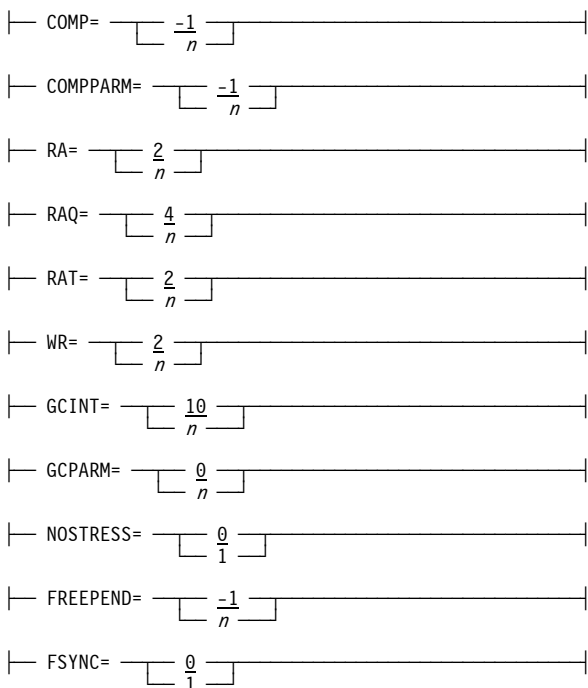 COMP= -1
n
COMPPARM= -1
n
RA= 2
n
RAQ= 4
n
RAT= 2
n
WR= 2
n
GCINT= 10
n
GCPARM= 0
n
NOSTRESS= 0
1
FREEPEND= -1
n
FSYNC= 0
1